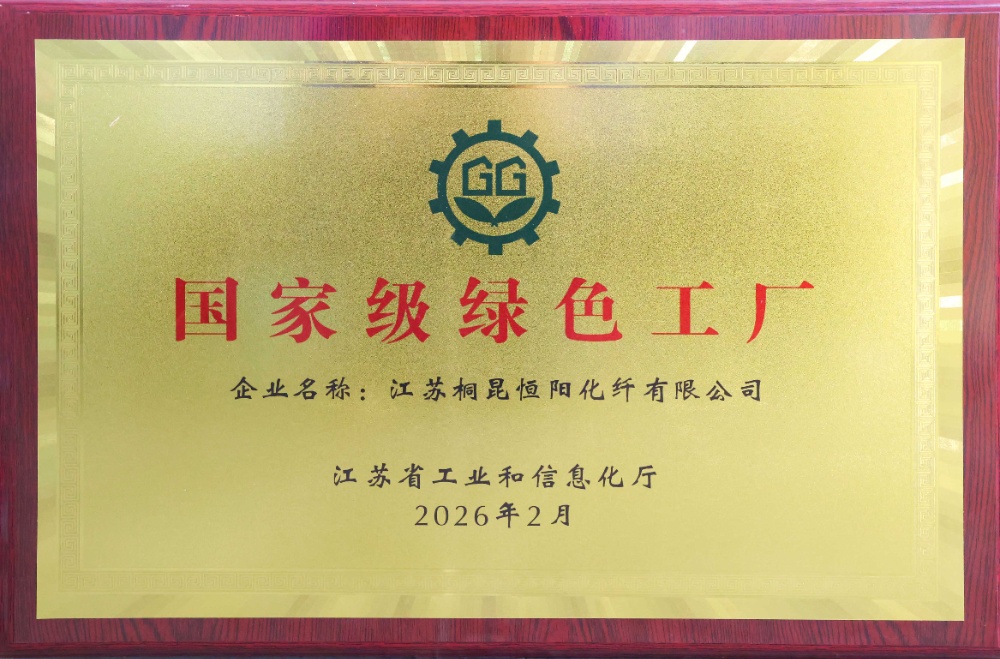 GG
国家级绿色工厂
企业名称：江苏桐昆恒阳化纤有限公司
江苏省工业和信息化厅
2026年2月